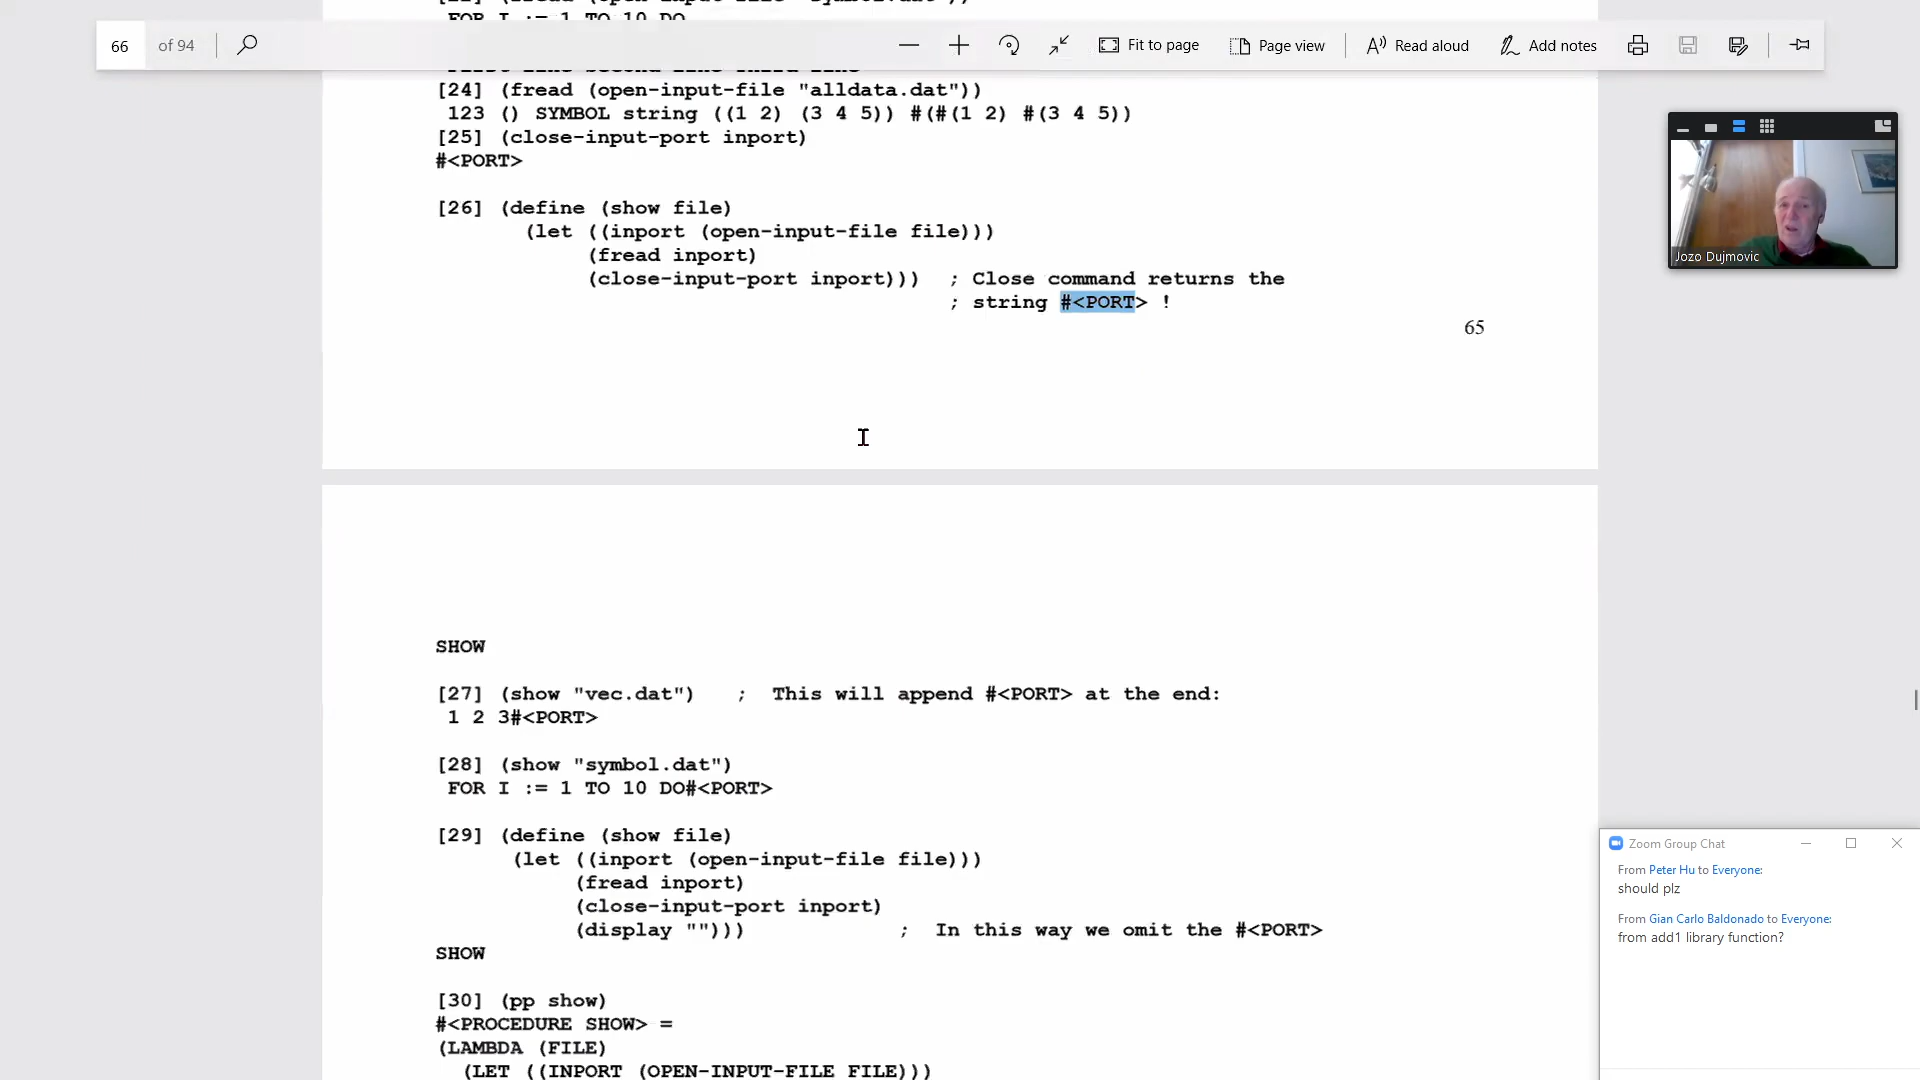 66 of 94 Fit to page Page view Read aloud Add notes
FOR I := 1 TO 10 DO
[24] (fread (open-input-file "alldata.dat"))
123 () SYMBOL string ((1 2) (3 4 5)) #(#(1 2) #(3 4 5))
[25] (close-input-port inport)
#<PORT>
[26] (define (show file)
(let ((inport (open-input-file file)))
(fread inport)
(close-input-port inport))) ; Close command returns the
; string #<PORT> !
65
SHOW
[27] (show "vec.dat") ; This will append #<PORT> at the end:
1 2 3#<PORT>
[28] (show "symbol.dat")
FOR I := 1 TO 10 DO#<PORT>
[29] (define (show file)
(let ((inport (open-input-file file)))
(fread inport)
(close-input-port inport)
(display ""))) ; In this way we omit the #<PORT>
SHOW
[30] (pp show)
#<PROCEDURE SHOW> =
(LAMBDA (FILE)
(LET ((INPORT (OPEN-INPUT-FILE FILE)))
Jozo Dujmovic
Zoom Group Chat
From Peter Hu to Everyone:
should plz
From Gian Carlo Baldonado to Everyone:
from add1 library function?